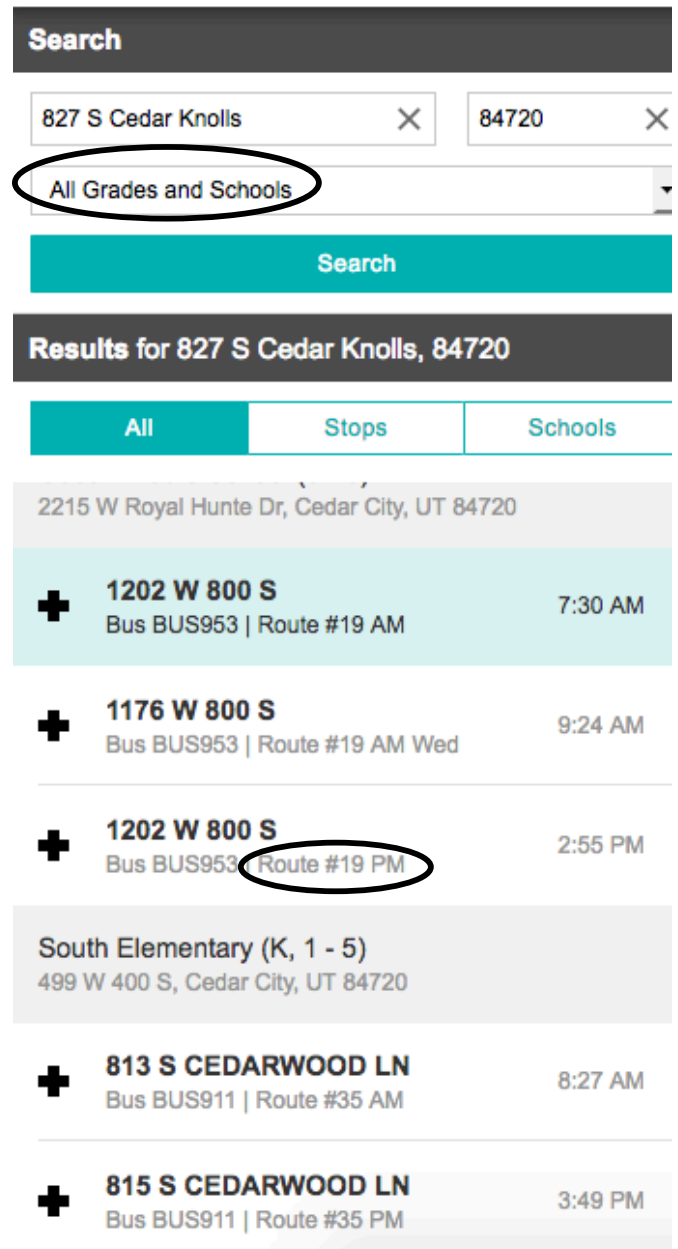 Search
827 S Cedar Knolls
84720
All Grades and Schools
Search
Results for 827 S Cedar Knolls, 84720
All Stops Schools
2215 W Royal Hunte Dr, Cedar City, UT 84720
1202 W 800 S
Bus BUS953 | Route #19 AM
7:30 AM
1176 W 800 S
Bus BUS953 | Route #19 AM Wed
9:24 AM
1202 W 800 S
Bus BUS953 | Route #19 PM
2:55 PM
South Elementary (K, 1 - 5)
499 W 400 S, Cedar City, UT 84720
813 S CEDARWOOD LN
Bus BUS911 | Route #35 AM
8:27 AM
815 S CEDARWOOD LN
Bus BUS911 | Route #35 PM
3:49 PM